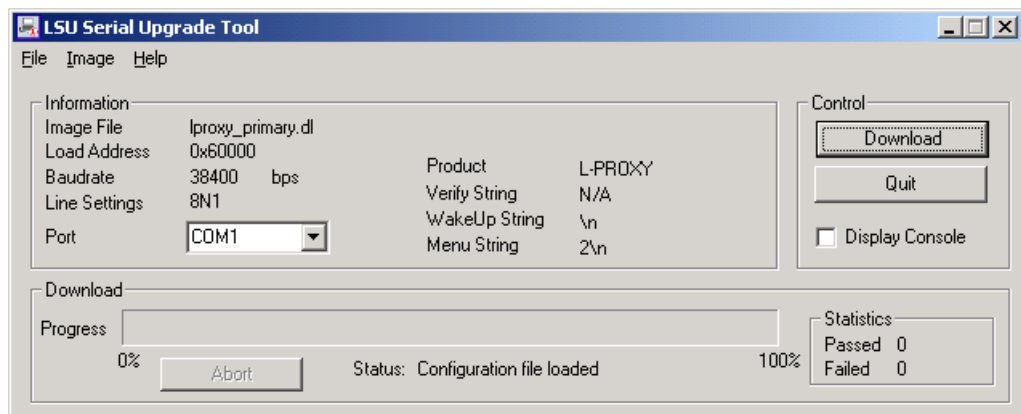 LSU Serial Upgrade Tool
File Image Help
Information
Image File lproxy_primary.dl
Load Address 0x60000
Baudrate 38400 bps
Line Settings 8N1
Port COM1
Product L-PROXY
Verify String N/A
WakeUp String \n
Menu String 2\n
Control
Download
Quit
Display Console
Download
Progress
0%
100%
Abort
Status: Configuration file loaded
Statistics
Passed 0
Failed 0